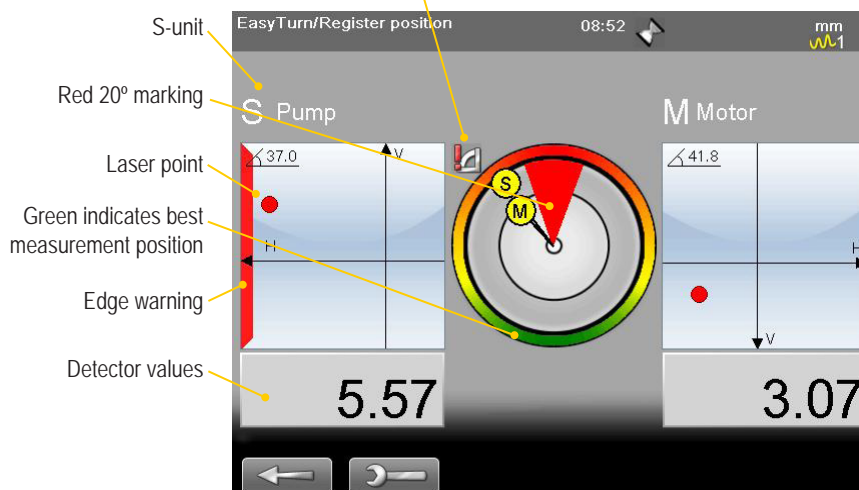 S-unit
EasyTurn/Register position
08:52
mm
1
Red 20º marking
S Pump
M Motor
Laser point
37.0
V
41.8
S
M
Green indicates best
measurement position
H
H
Edge warning
V
Detector values
5.57
3.07